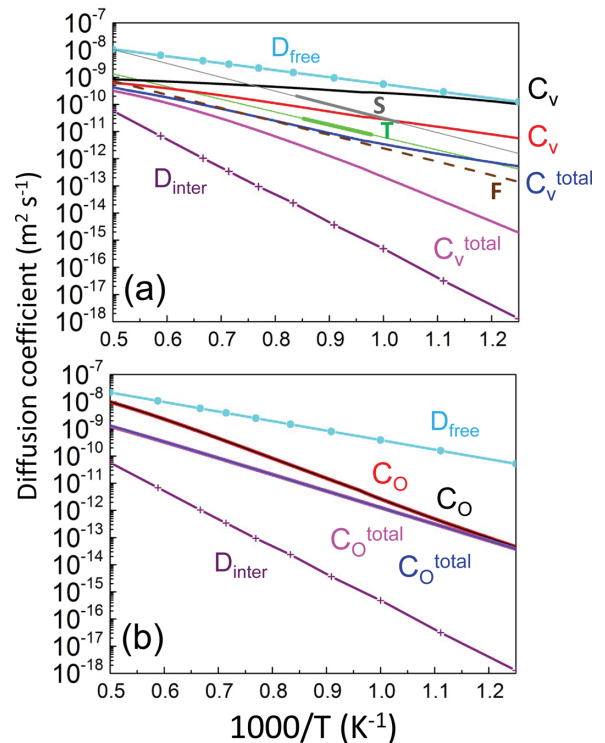 10⁻⁷
10⁻⁸
10⁻⁹
10⁻¹⁰
10⁻¹¹
10⁻¹²
10⁻¹³
10⁻¹⁴
10⁻¹⁵
10⁻¹⁶
10⁻¹⁷
10⁻¹⁸
D_free
C_v
S
C_v
T
D_inter
C_v^total
F
C_v^total
(a)
0.5 0.6 0.7 0.8 0.9 1.0 1.1 1.2
Diffusion coefficient (m² s⁻¹)
10⁻⁷
10⁻⁸
10⁻⁹
10⁻¹⁰
10⁻¹¹
10⁻¹²
10⁻¹³
10⁻¹⁴
10⁻¹⁵
10⁻¹⁶
10⁻¹⁷
10⁻¹⁸
D_free
C_O
C_O
C_O^total
D_inter
C_O^total
(b)
0.5 0.6 0.7 0.8 0.9 1.0 1.1 1.2
1000/T (K⁻¹)